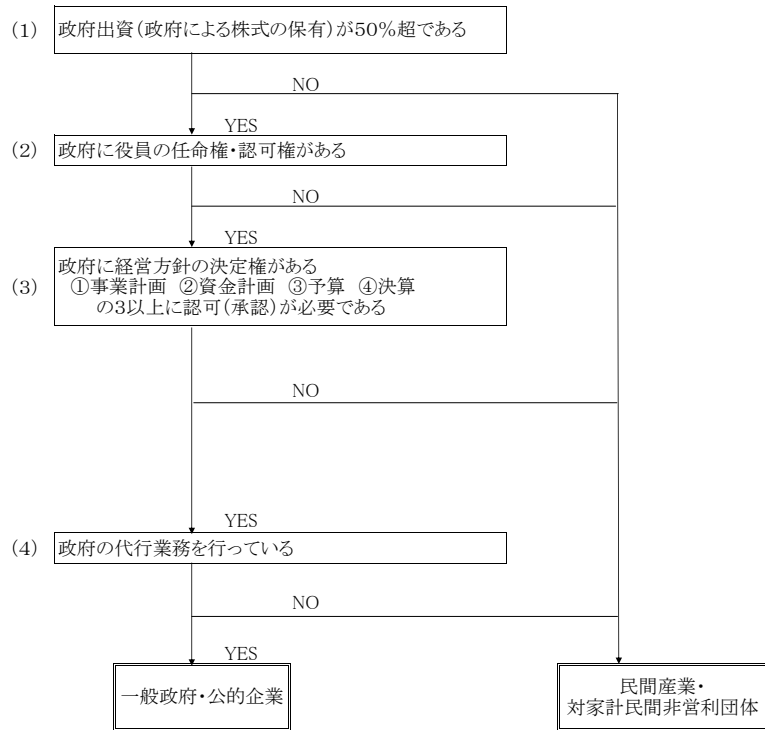 (1) 政府出資(政府による株式の保有)が50%超である
NO
YES
(2) 政府に役員の任命権・認可権がある
NO
YES
(3) 政府に経営方針の決定権がある
①事業計画 ②資金計画 ③予算 ④決算
の3以上に認可(承認)が必要である
NO
YES
(4) 政府の代行業務を行っている
NO
YES
一般政府・公的企業
民間産業・
対家計民間非営利団体